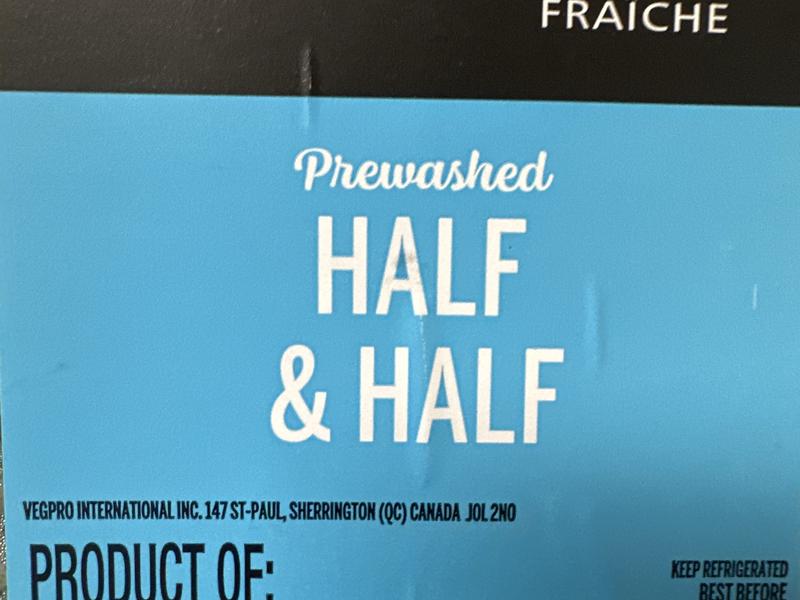 FRAÎCHE
Prewashed
HALF
& HALF
VEGPRO INTERNATIONAL INC. 147 ST-PAUL, SHERRINGTON (QC) CANADA J0L 2N0
PRODUCT OF:
KEEP REFRIGERATED
BEST BEFORE